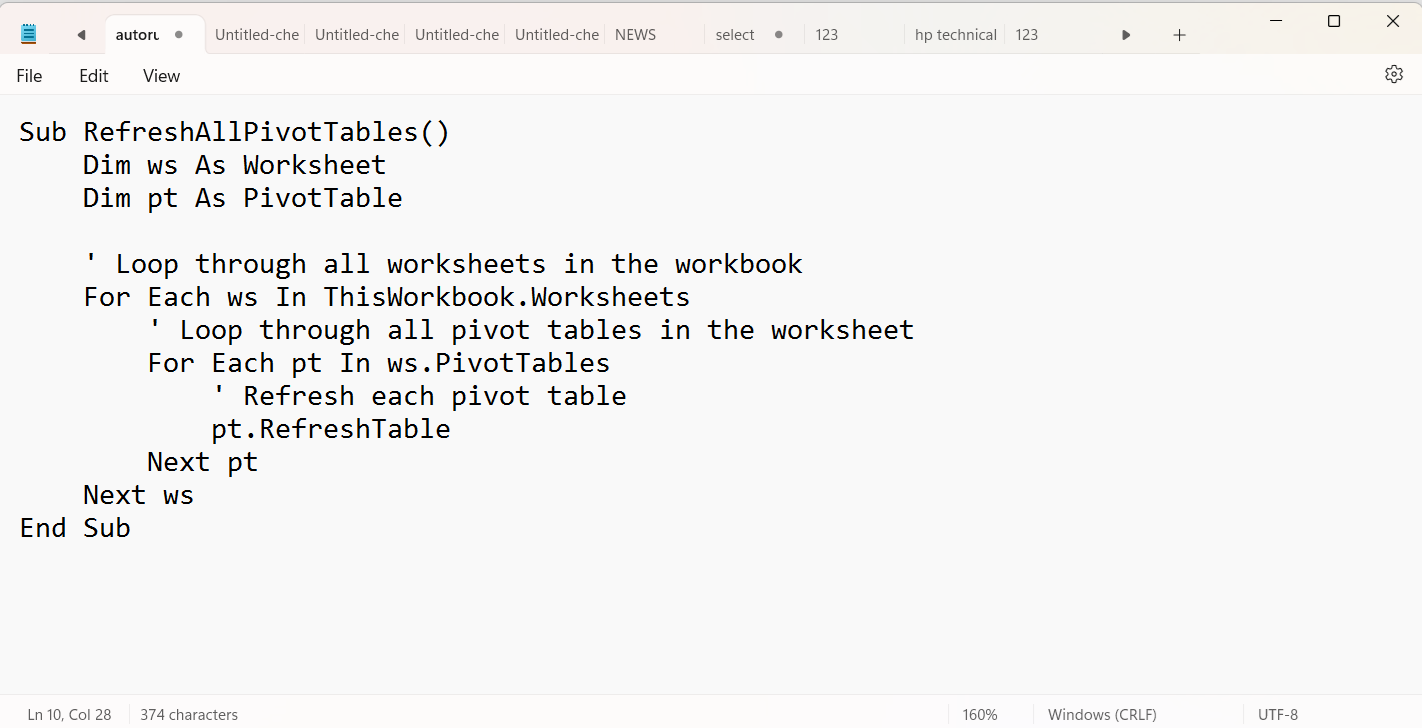 autoru
Untitled-che
Untitled-che
Untitled-che
Untitled-che
NEWS
select
123
hp technical
123
File Edit View
Sub RefreshAllPivotTables()
    Dim ws As Worksheet
    Dim pt As PivotTable

    ' Loop through all worksheets in the workbook
    For Each ws In ThisWorkbook.Worksheets
        ' Loop through all pivot tables in the worksheet
        For Each pt In ws.PivotTables
            ' Refresh each pivot table
            pt.RefreshTable
        Next pt
    Next ws
End Sub
Ln 10, Col 28 374 characters 160% Windows (CRLF) UTF-8